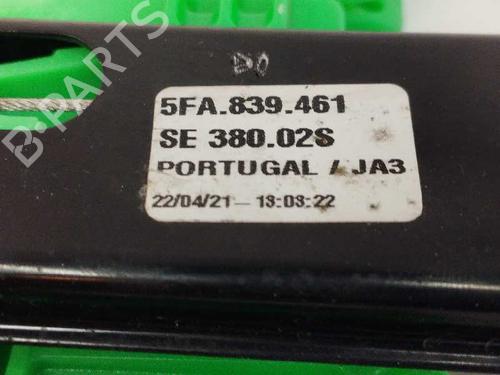 B-PARTS
5FA.839.461
SE 380.02S
PORTUGAL / JA3
22/04/21 - 13:03:22